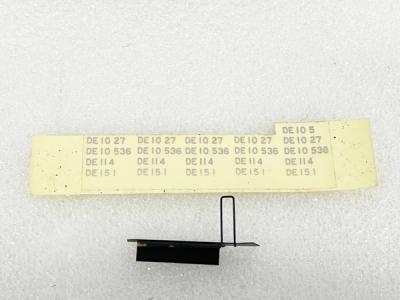 DE10 5
DE10 27 DE10 27 DE10 27 DE10 27 DE10 27
DE10 536 DE10 536 DE10 536 DE10 536 DE10 536
DE114 DE114 DE114 DE114 DE114
DE151 DE151 DE151 DE151 DE151